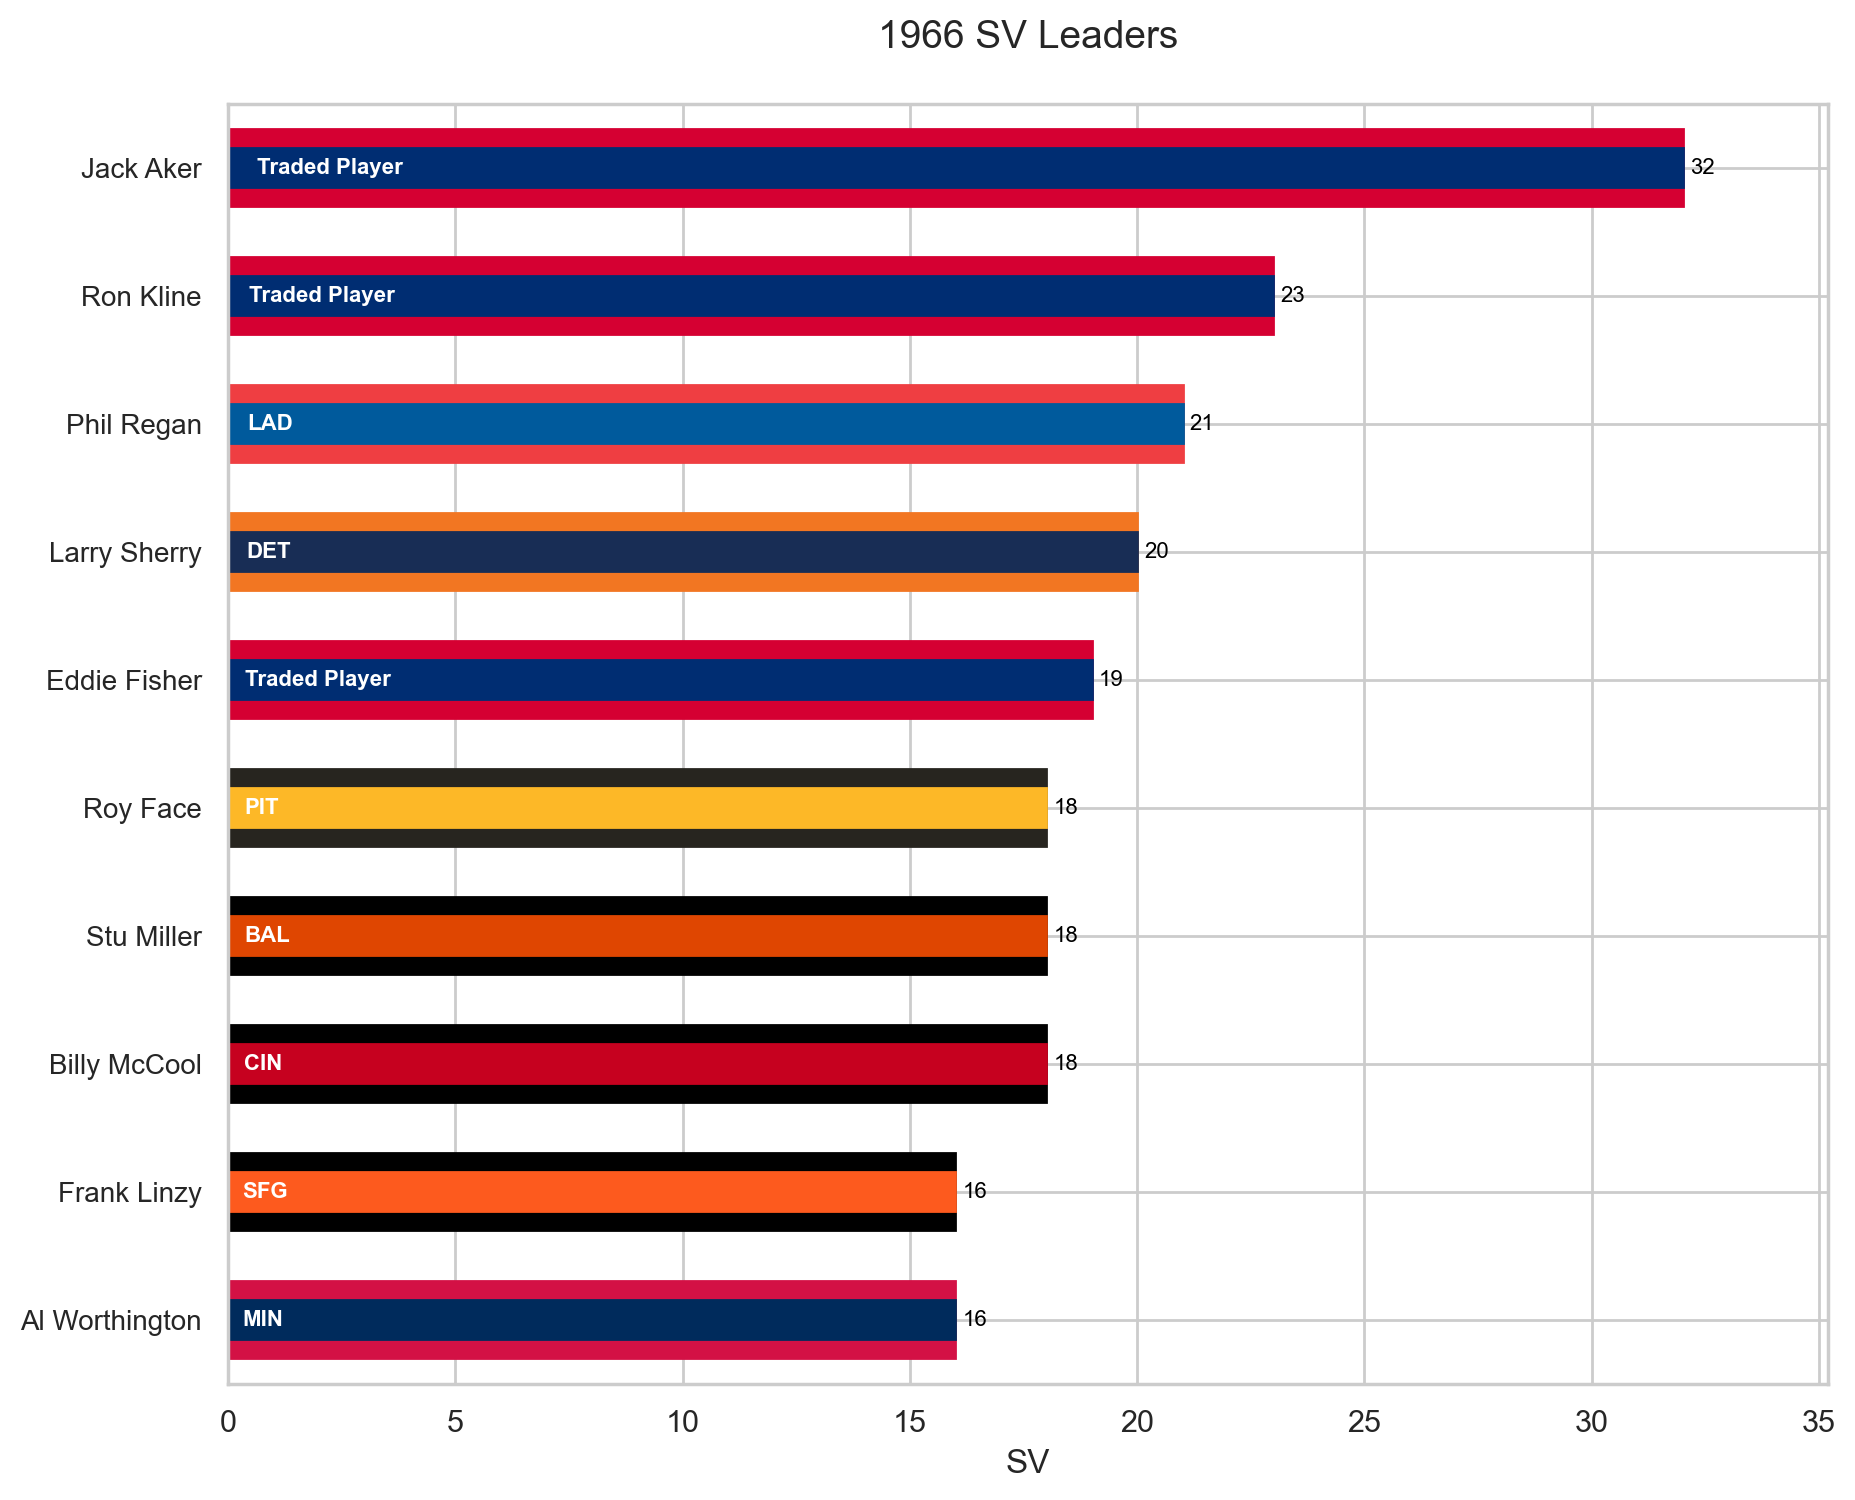 1966 SV Leaders
Jack Aker
Traded Player
32
Ron Kline
Traded Player
23
Phil Regan
LAD
21
Larry Sherry
DET
20
Eddie Fisher
Traded Player
19
Roy Face
PIT
18
Stu Miller
BAL
18
Billy McCool
CIN
18
Frank Linzy
SFG
16
Al Worthington
MIN
16
0 5 10 15 20 25 30 35
SV